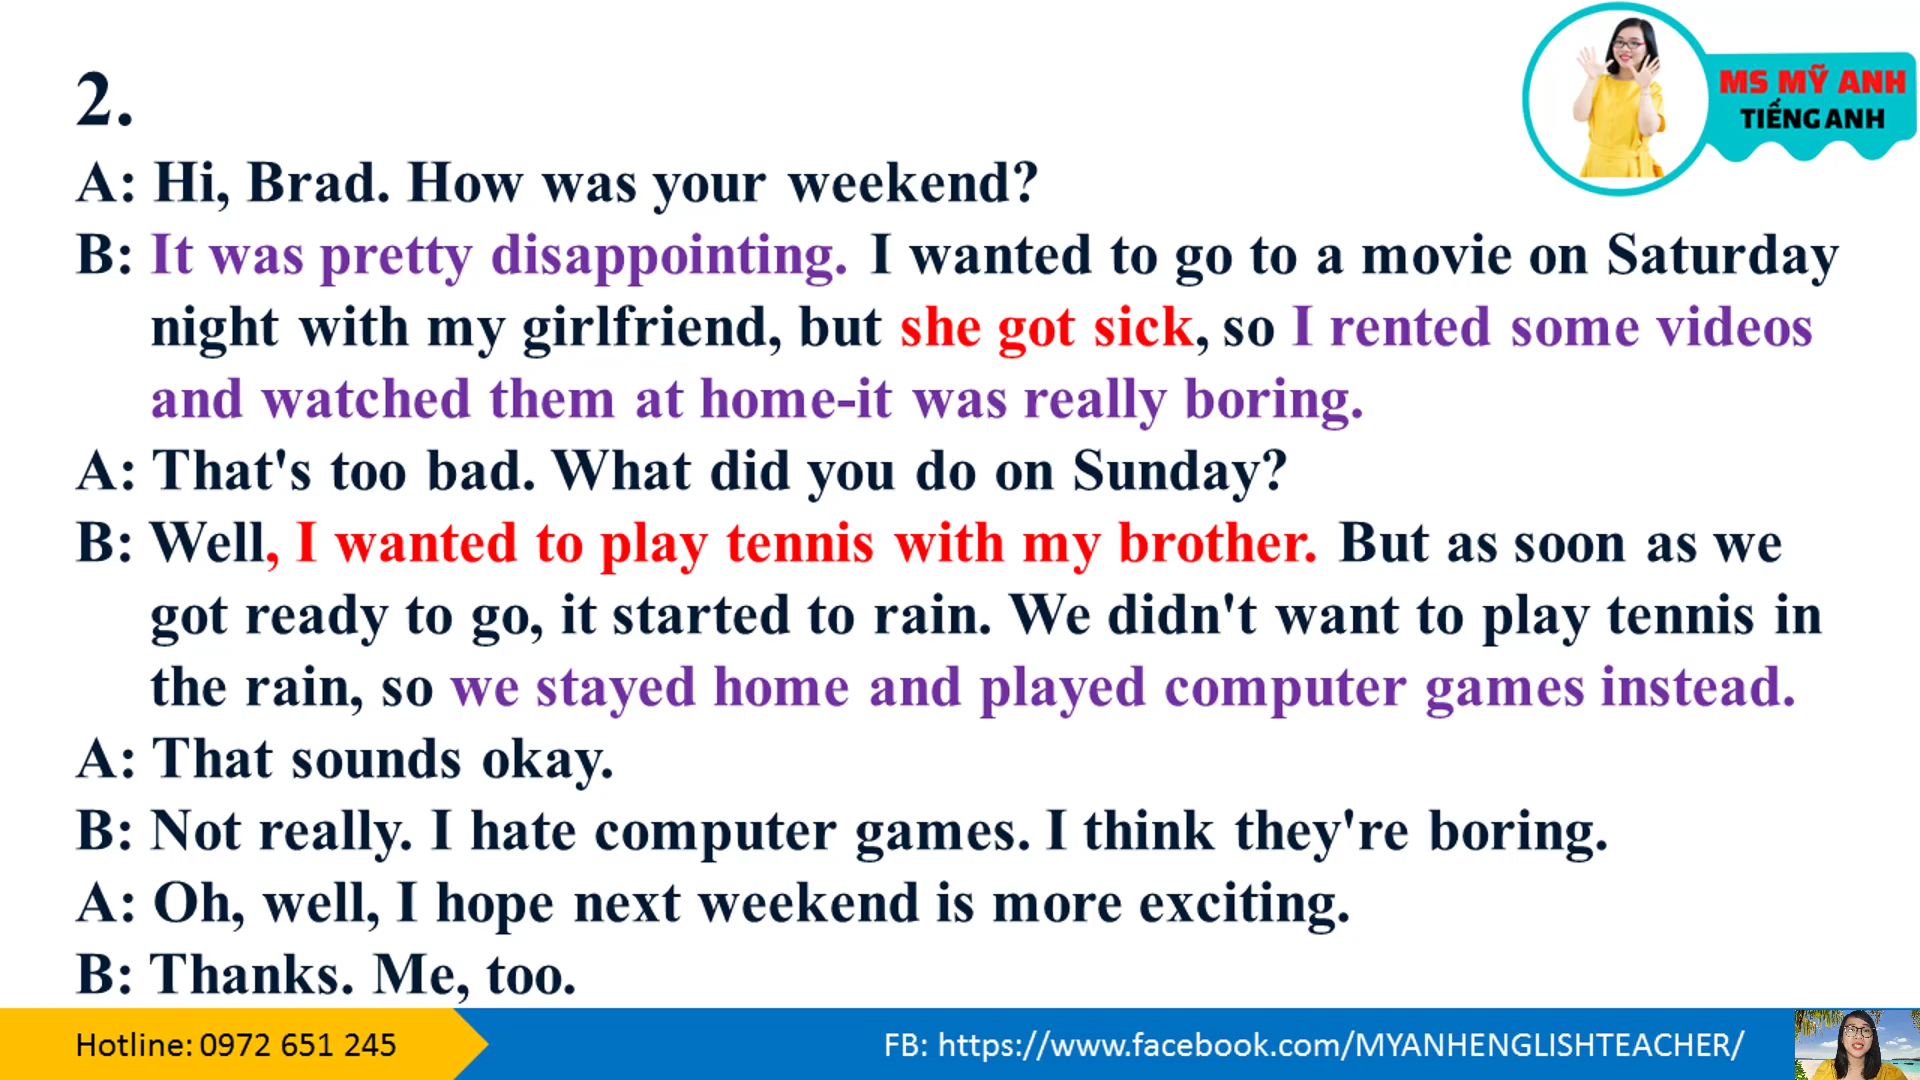 MS MỸ ANH
TIẾNG ANH
2.
A: Hi, Brad. How was your weekend?
B: It was pretty disappointing. I wanted to go to a movie on Saturday
night with my girlfriend, but she got sick, so I rented some videos
and watched them at home-it was really boring.
A: That's too bad. What did you do on Sunday?
B: Well, I wanted to play tennis with my brother. But as soon as we
got ready to go, it started to rain. We didn't want to play tennis in
the rain, so we stayed home and played computer games instead.
A: That sounds okay.
B: Not really. I hate computer games. I think they're boring.
A: Oh, well, I hope next weekend is more exciting.
B: Thanks. Me, too.
Hotline: 0972 651 245
FB: https://www.facebook.com/MYANHENGLISHTEACHER/